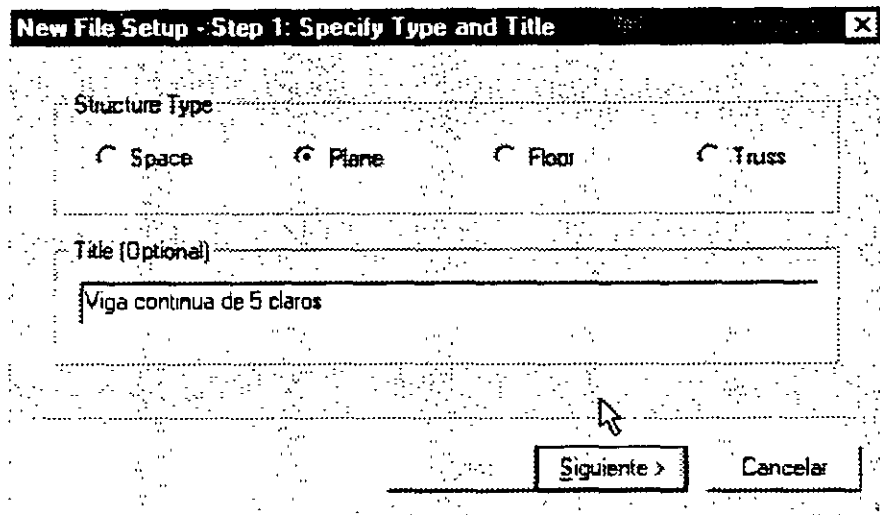 New File Setup - Step 1: Specify Type and Title
Structure Type
Space Plane Floor Truss
Title (Optional)
Viga continua de 5 claros
Siguiente > Cancelar